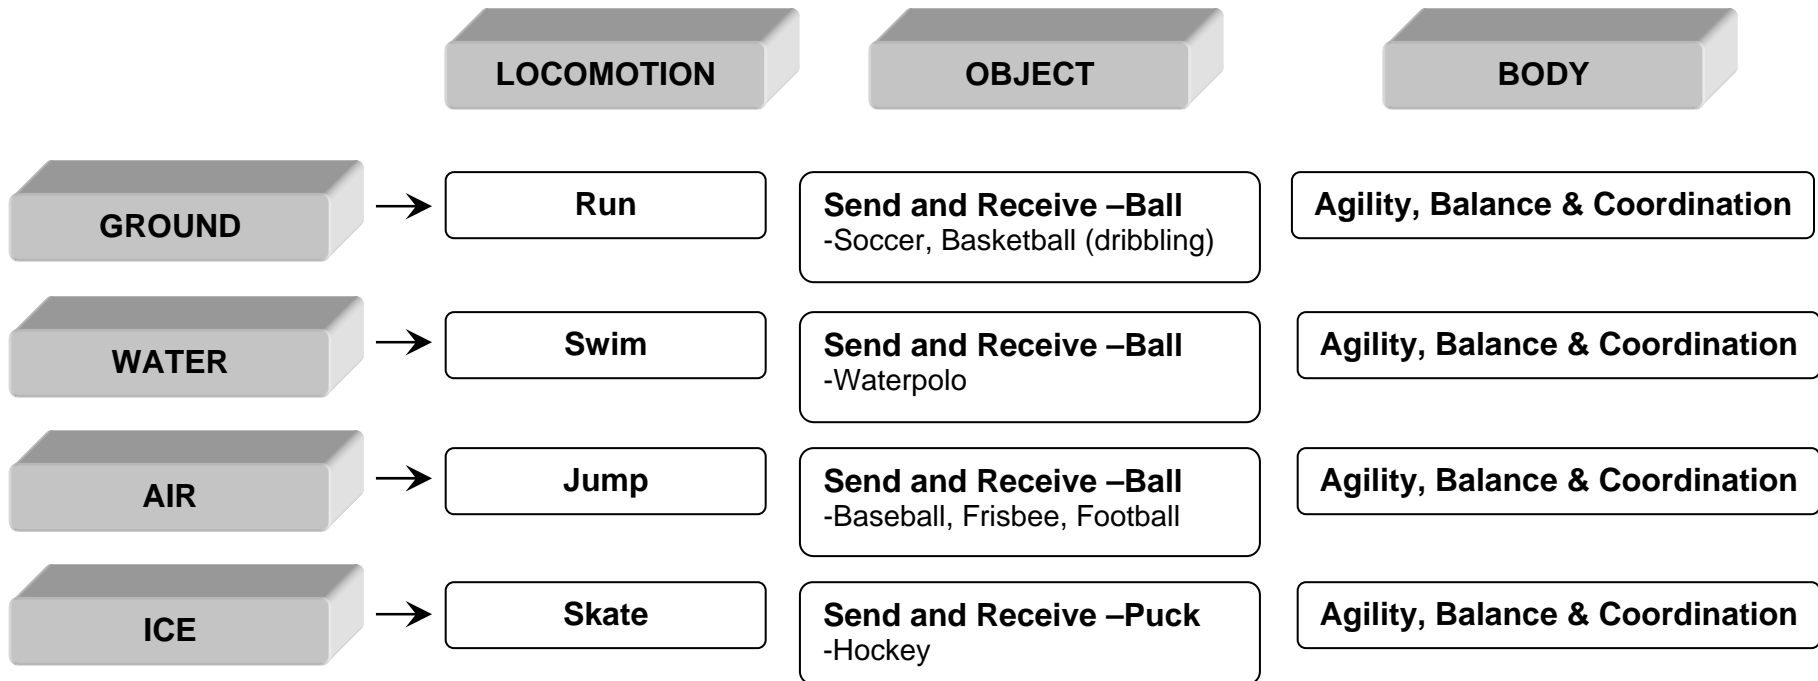 LOCOMOTION
OBJECT
BODY
GROUND
Run
Send and Receive –Ball
-Soccer, Basketball (dribbling)
Agility, Balance & Coordination
WATER
Swim
Send and Receive –Ball
-Waterpolo
Agility, Balance & Coordination
AIR
Jump
Send and Receive –Ball
-Baseball, Frisbee, Football
Agility, Balance & Coordination
ICE
Skate
Send and Receive –Puck
-Hockey
Agility, Balance & Coordination